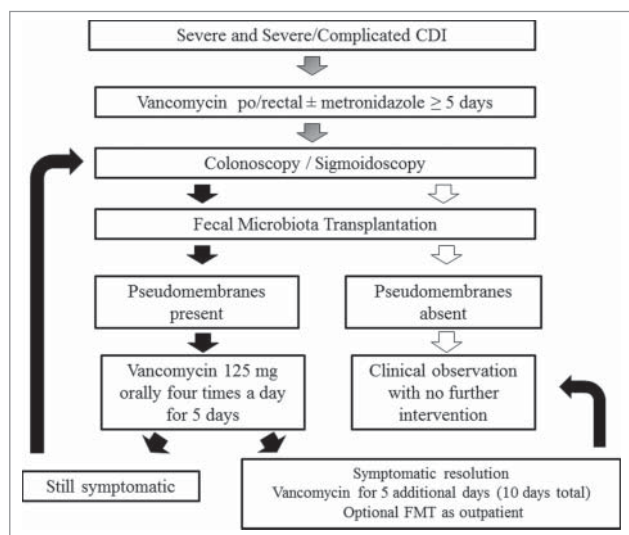 Severe and Severe/Complicated CDI
Vancomycin po/rectal ± metronidazole ≥ 5 days
Colonoscopy / Sigmoidoscopy
Fecal Microbiota Transplantation
Pseudomembranes
present
Pseudomembranes
absent
Vancomycin 125 mg
orally four times a day
for 5 days
Clinical observation
with no further
intervention
Still symptomatic
Symptomatic resolution
Vancomycin for 5 additional days (10 days total)
Optional FMT as outpatient